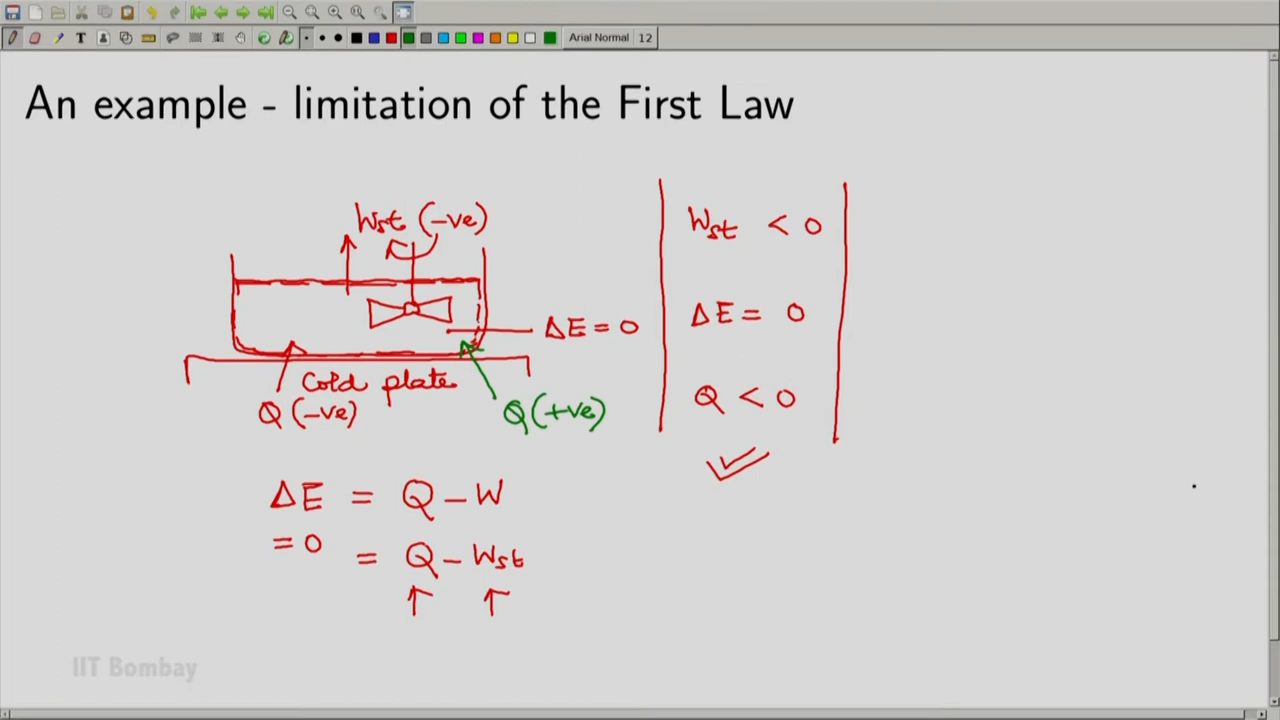 Arial Normal 12
An example - limitation of the First Law
Wst (-ve)
ΔE = 0
Cold plate
Q (-ve)
Q (+ve)
Wst < 0
ΔE = 0
Q < 0
ΔE = Q - W
= 0 = Q - Wst
IIT Bombay